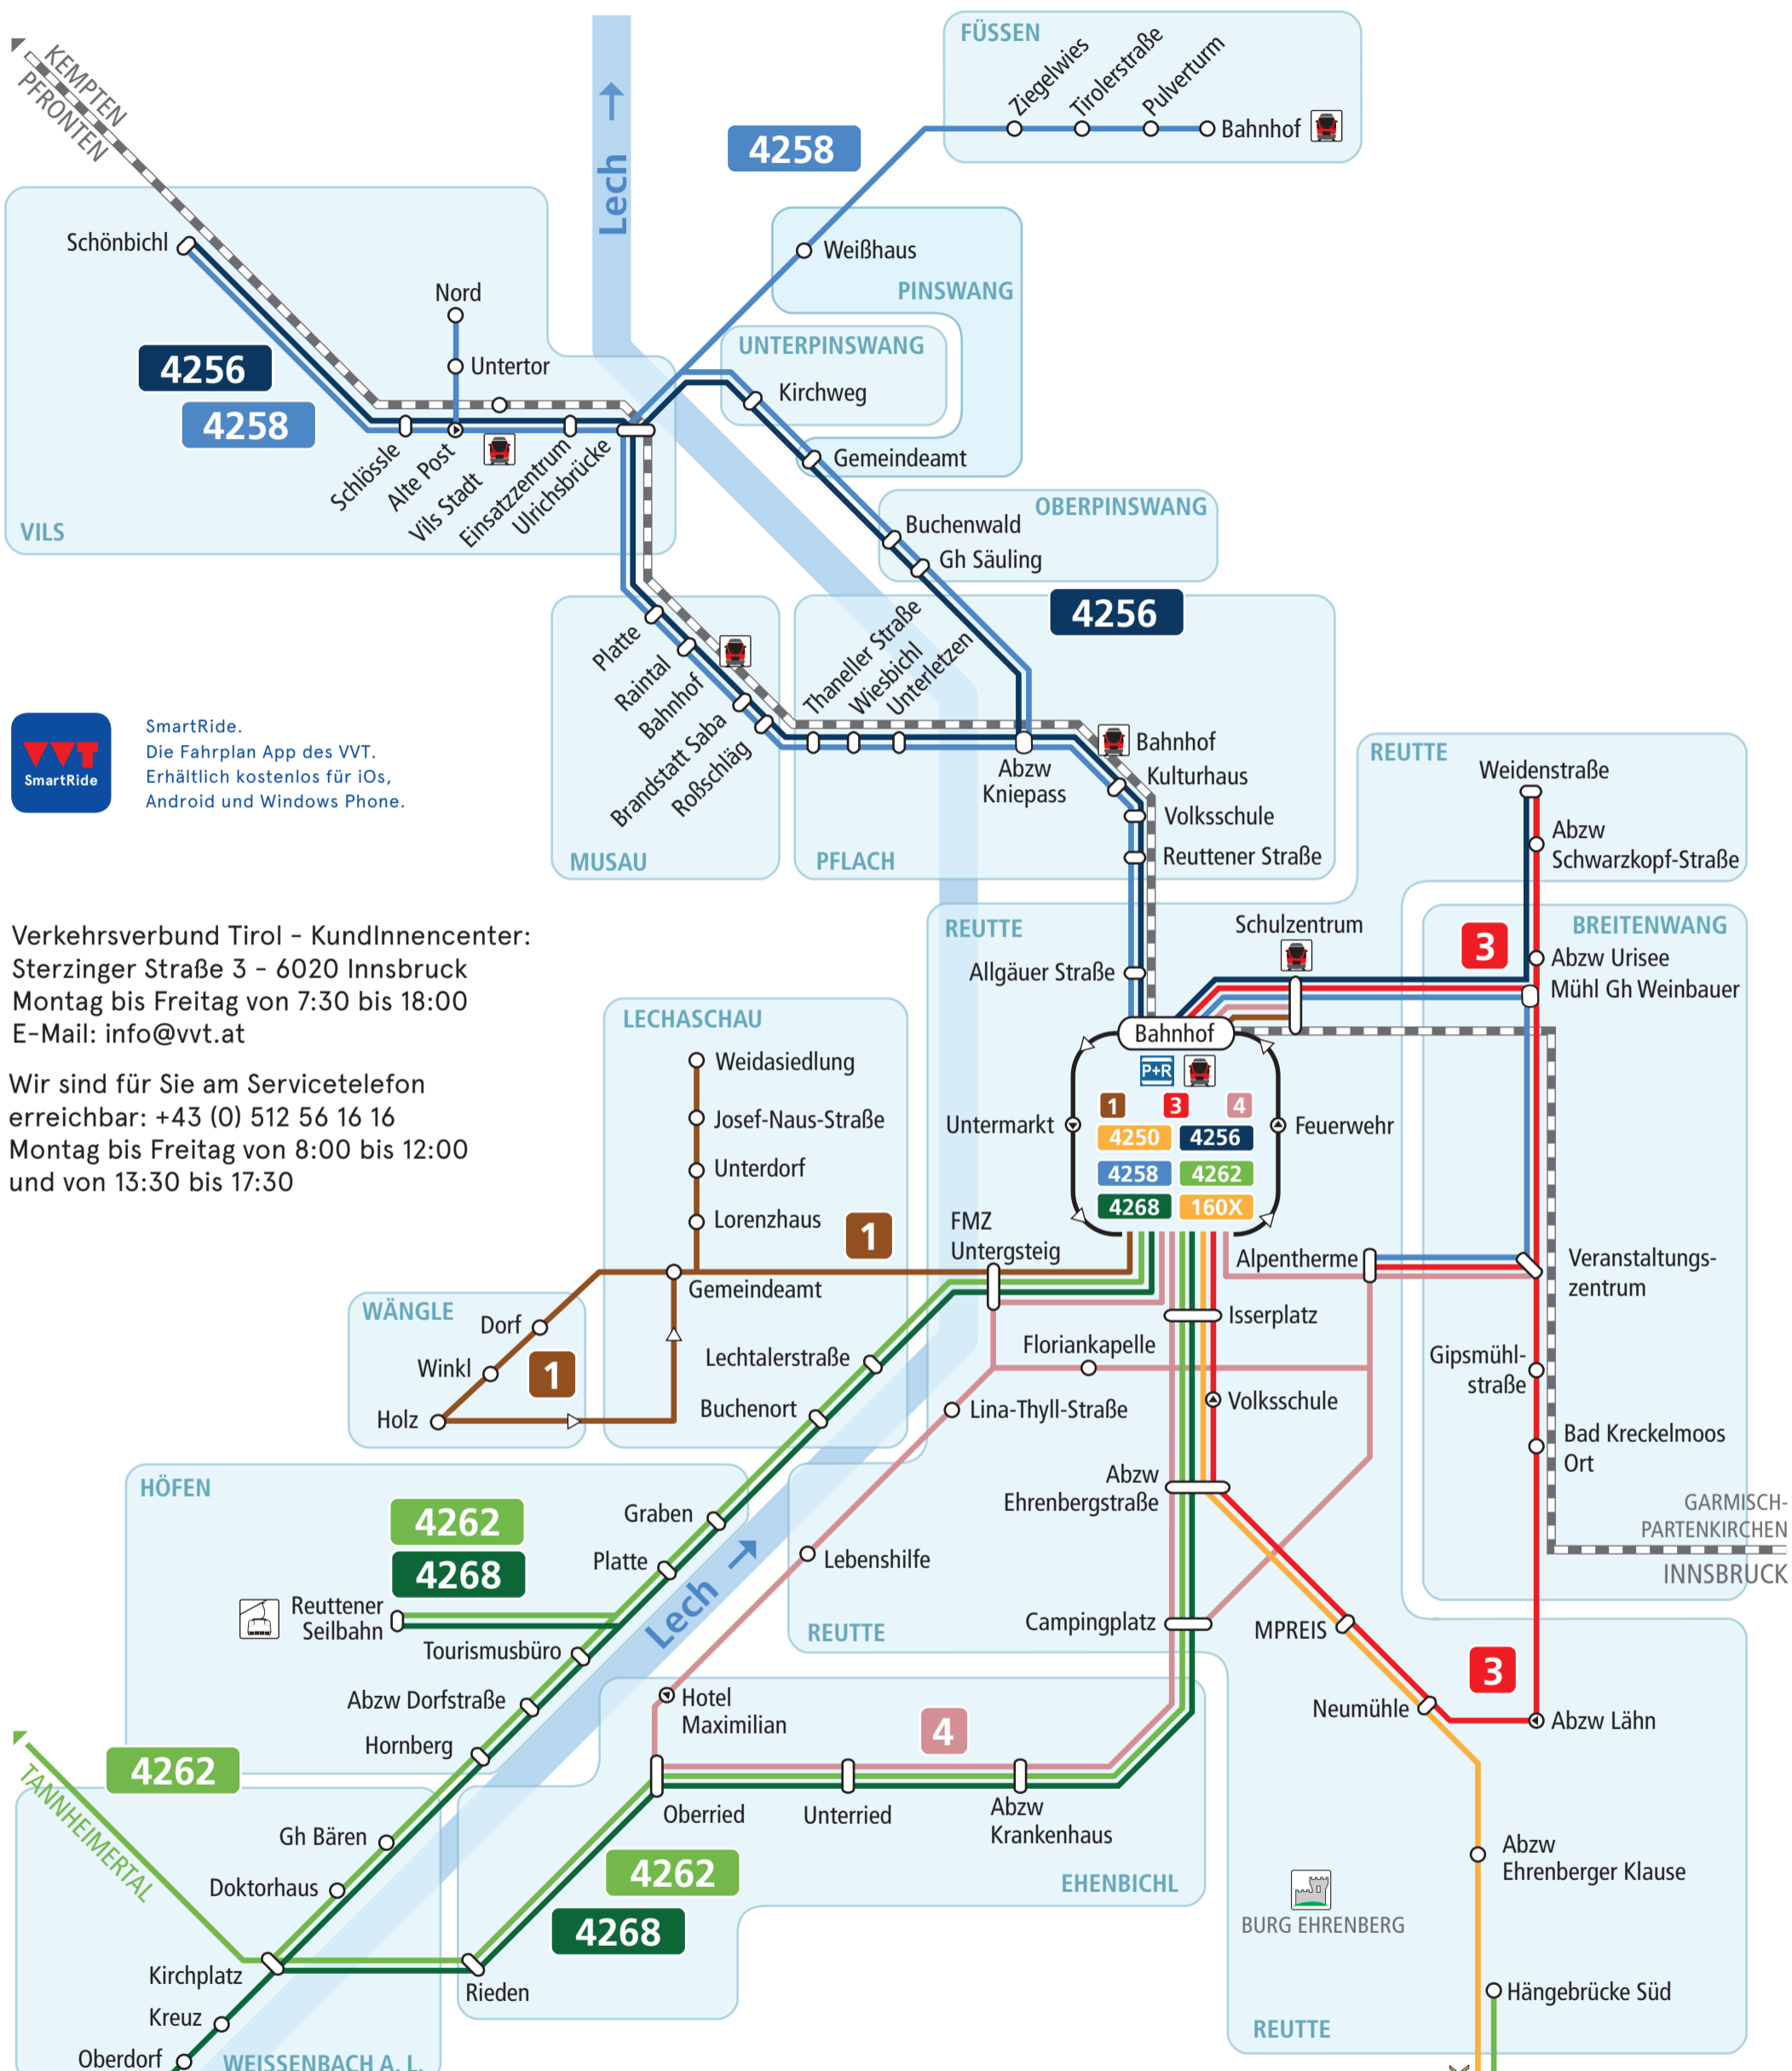 KEMPTEN
PFRONTEN
Lech
FÜSSEN
Ziegelwies
Tirolerstraße
Pulverturm
Bahnhof
4258
Weißhaus
PINSWANG
Schönbichl
Nord
Untertor
4256
4258
Schlössle
Alte Post
Vils Stadt
Einsatzzentrum
Ulrichsbrücke
VILS
UNTERPINSWANG
Kirchweg
Gemeindeamt
OBERPINSWANG
Buchenwald
Gh Säuling
4256
Platte
Raintal
Bahnhof
Brandstatt Saba
Roßschläg
MUSAU
Thaneller Straße
Wiesbichl
Unterletzen
Abzw
Kniepass
Bahnhof
Kulturhaus
Volksschule
Reuttener Straße
PFLACH
VVT
SmartRide
SmartRide.
Die Fahrplan App des VVT.
Erhältlich kostenlos für iOs,
Android und Windows Phone.
REUTTE
Weidenstraße
Abzw
Schwarzkopf-Straße
Verkehrsverbund Tirol - KundInnencenter:
Sterzinger Straße 3 - 6020 Innsbruck
Montag bis Freitag von 7:30 bis 18:00
E-Mail: info@vvt.at
Wir sind für Sie am Servicetelefon
erreichbar: +43 (0) 512 56 16 16
Montag bis Freitag von 8:00 bis 12:00
und von 13:30 bis 17:30
REUTTE
Allgäuer Straße
Schulzentrum
3
BREITENWANG
Abzw Urisee
Mühl Gh Weinbauer
Bahnhof
P+R
1 3 4
4250 4256
4258 4262
4268 160X
Untermarkt
Feuerwehr
LECHASCHAU
Weidasiedlung
Josef-Naus-Straße
Unterdorf
Lorenzhaus
1
Gemeindeamt
FMZ
Untergsteig
Alpentherme
Veranstaltungs-
zentrum
WÄNGLE
Dorf
Winkl
1
Holz
Lechtalerstraße
Buchenort
Isserplatz
Floriankapelle
Lina-Thyll-Straße
Volksschule
Gipsmühl-
straße
Bad Kreckelmoos
Ort
Abzw
Ehrenbergstraße
GARMISCH-
PARTENKIRCHEN
INNSBRUCK
HÖFEN
4262
4268
Graben
Platte
Reuttener
Seilbahn
Tourismusbüro
Abzw Dorfstraße
Hornberg
Lech
Lebenshilfe
REUTTE
Campingplatz
MPREIS
Neumühle
3
Abzw Lähn
Hotel
Maximilian
4
Oberried
Unterried
Abzw
Krankenhaus
4262
4268
EHENBICHL
4262
TANNHEIMERTAL
Gh Bären
Doktorhaus
Kirchplatz
Rieden
Kreuz
Oberdorf
WEISSENBACH A. L.
Abzw
Ehrenberger Klause
BURG EHRENBERG
Hängebrücke Süd
REUTTE